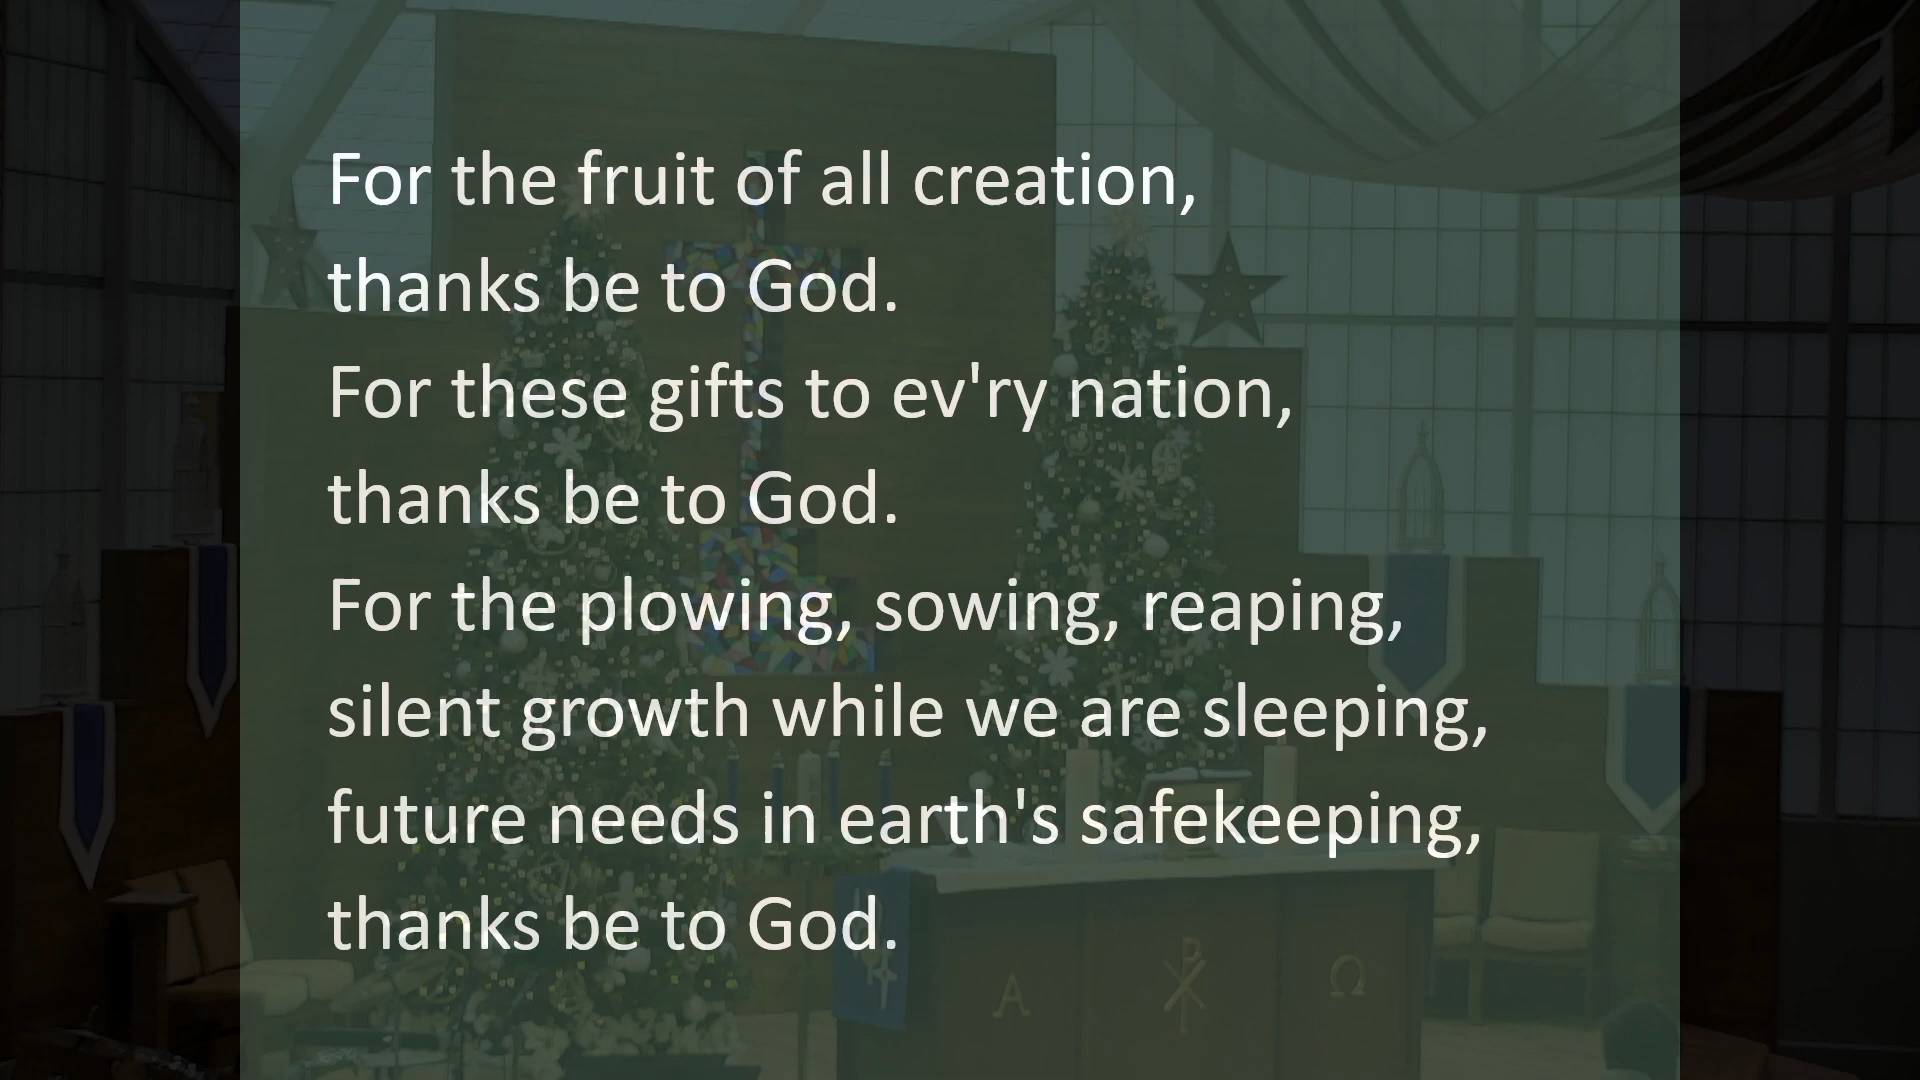 For the fruit of all creation,
thanks be to God.
For these gifts to ev'ry nation,
thanks be to God.
For the plowing, sowing, reaping,
silent growth while we are sleeping,
future needs in earth's safekeeping,
thanks be to God.
Α ☧ Ω